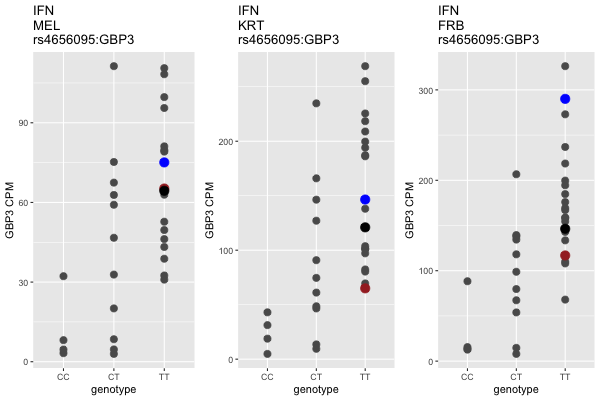 IFN
MEL
rs4656095:GBP3
GBP3 CPM
90
60
30
0
CC CT TT
genotype
IFN
KRT
rs4656095:GBP3
GBP3 CPM
200
100
0
CC CT TT
genotype
IFN
FRB
rs4656095:GBP3
GBP3 CPM
300
200
100
0
CC CT TT
genotype